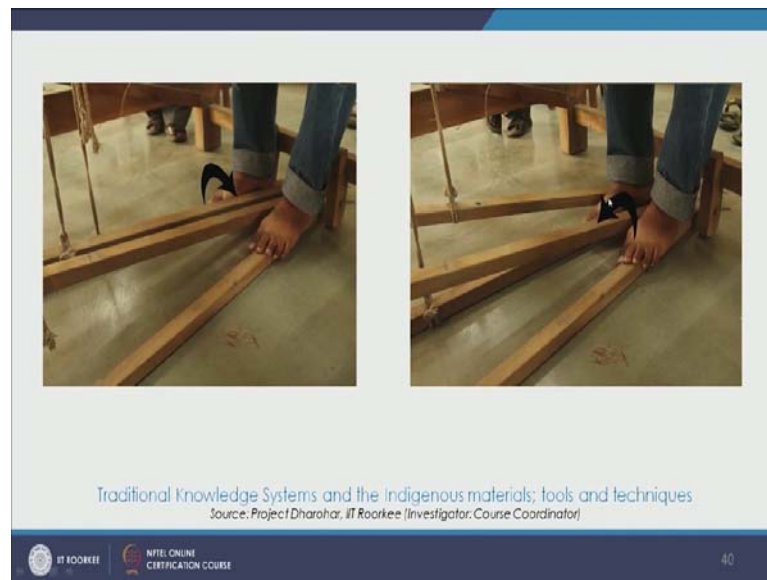 Traditional Knowledge Systems and the Indigenous materials; tools and techniques
Source: Project Dharohar, IIT Roorkee (Investigator: Course Coordinator)
IIT ROORKEE
NPTEL ONLINE
CERTIFICATION COURSE
40